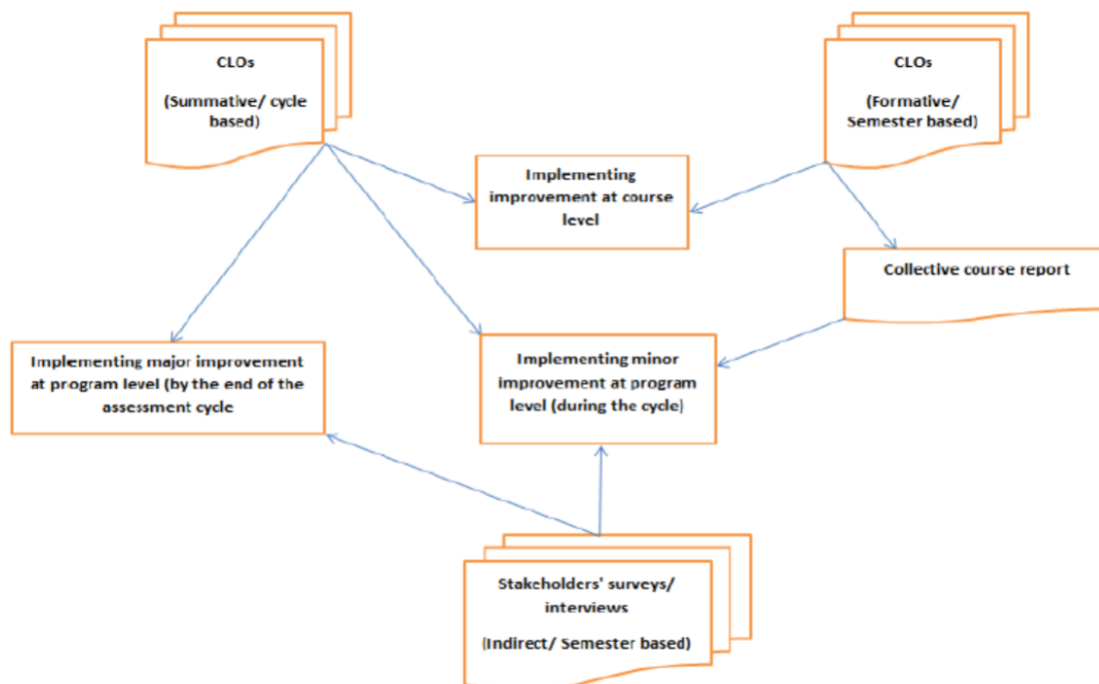 CLOs
(Summative/ cycle
based)
CLOs
(Formative/
Semester based)
Implementing
improvement at course
level
Collective course report
Implementing major improvement
at program level (by the end of the
assessment cycle
Implementing minor
improvement at program
level (during the cycle)
Stakeholders' surveys/
interviews
(Indirect/ Semester based)